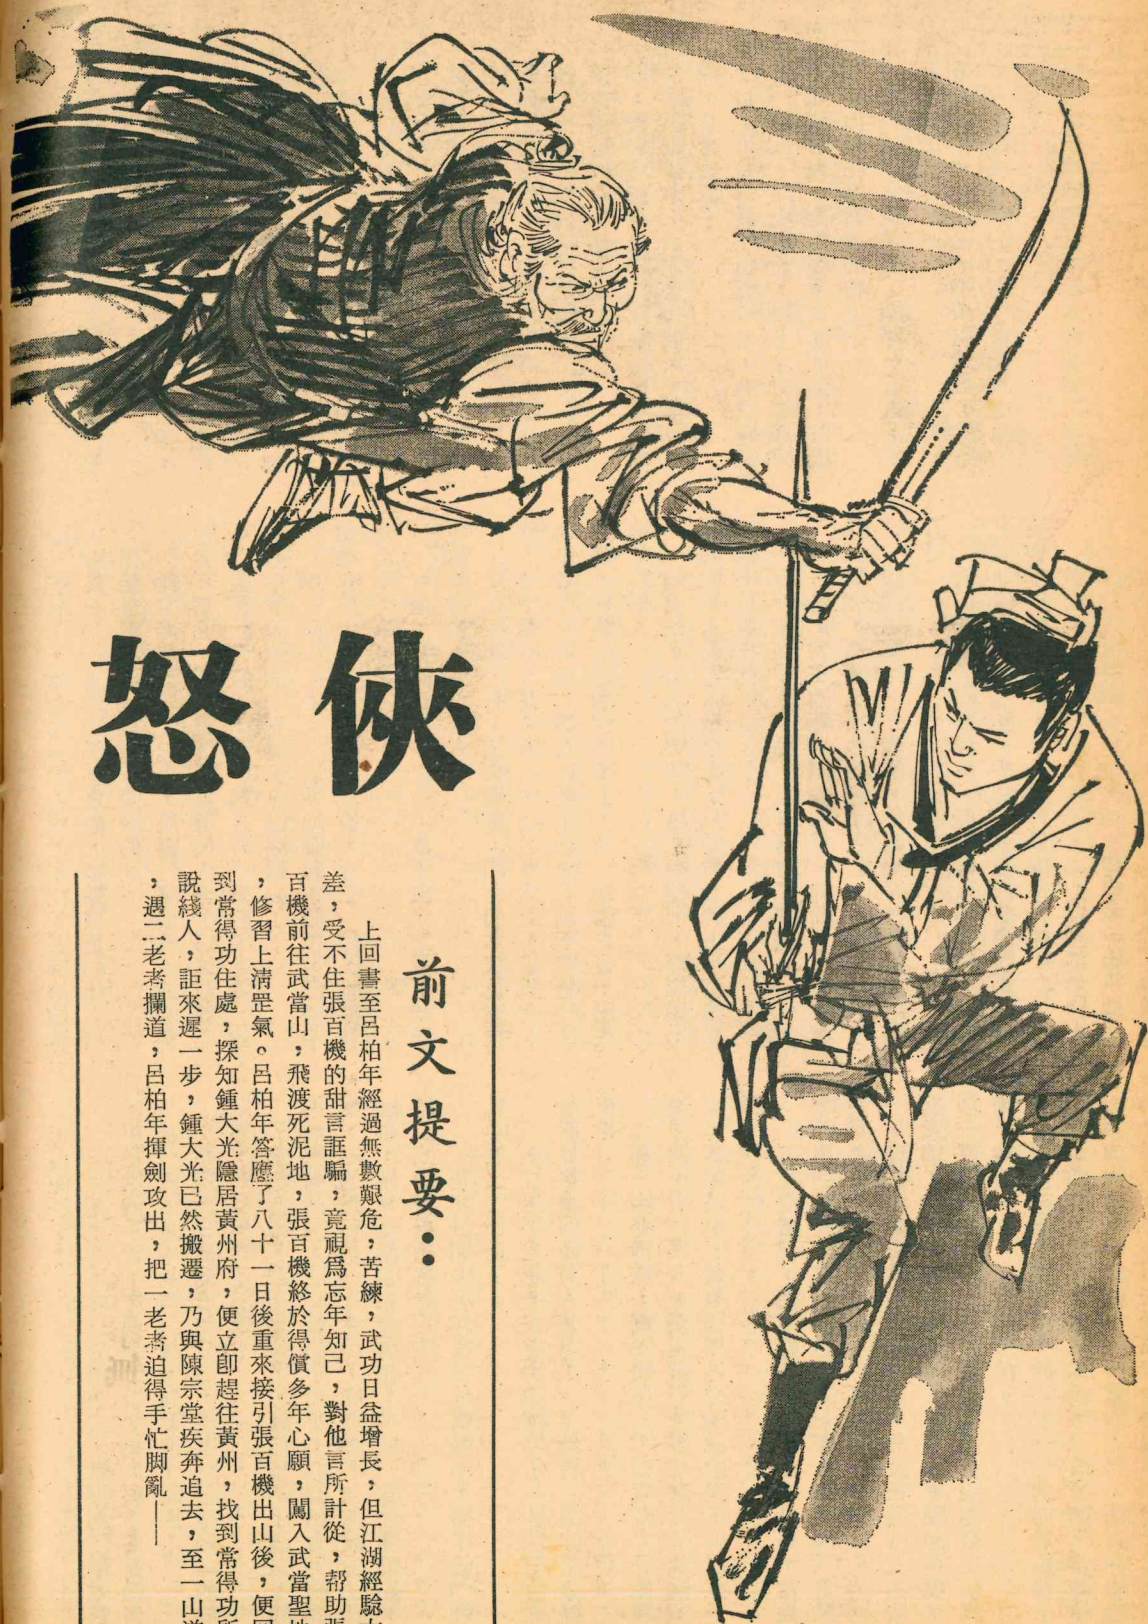 俠怒
前文提要：
上回書至呂柏年經過無數艱危，苦練，武功日益增長，但江湖經驗
差，受不住張百機的甜言誆騙，竟視爲忘年知己，對他言所計從，幫助張
百機前往武當山，飛渡死泥地，張百機終於得償多年心願，闖入武當聖
，修習上淸罡氣。呂柏年答應了八十一日後重來接引張百機出山後，便
到常得功住處，探知鍾大光隱居黃州府，便立卽趕往黃州，找到常得功所
說綫人，詎來遲一步，鍾大光已然搬遷，乃與陳宗堂疾奔追去，至一山
，遇二老者攔道，呂柏年揮劍攻出，把一老者迫得手忙脚亂——